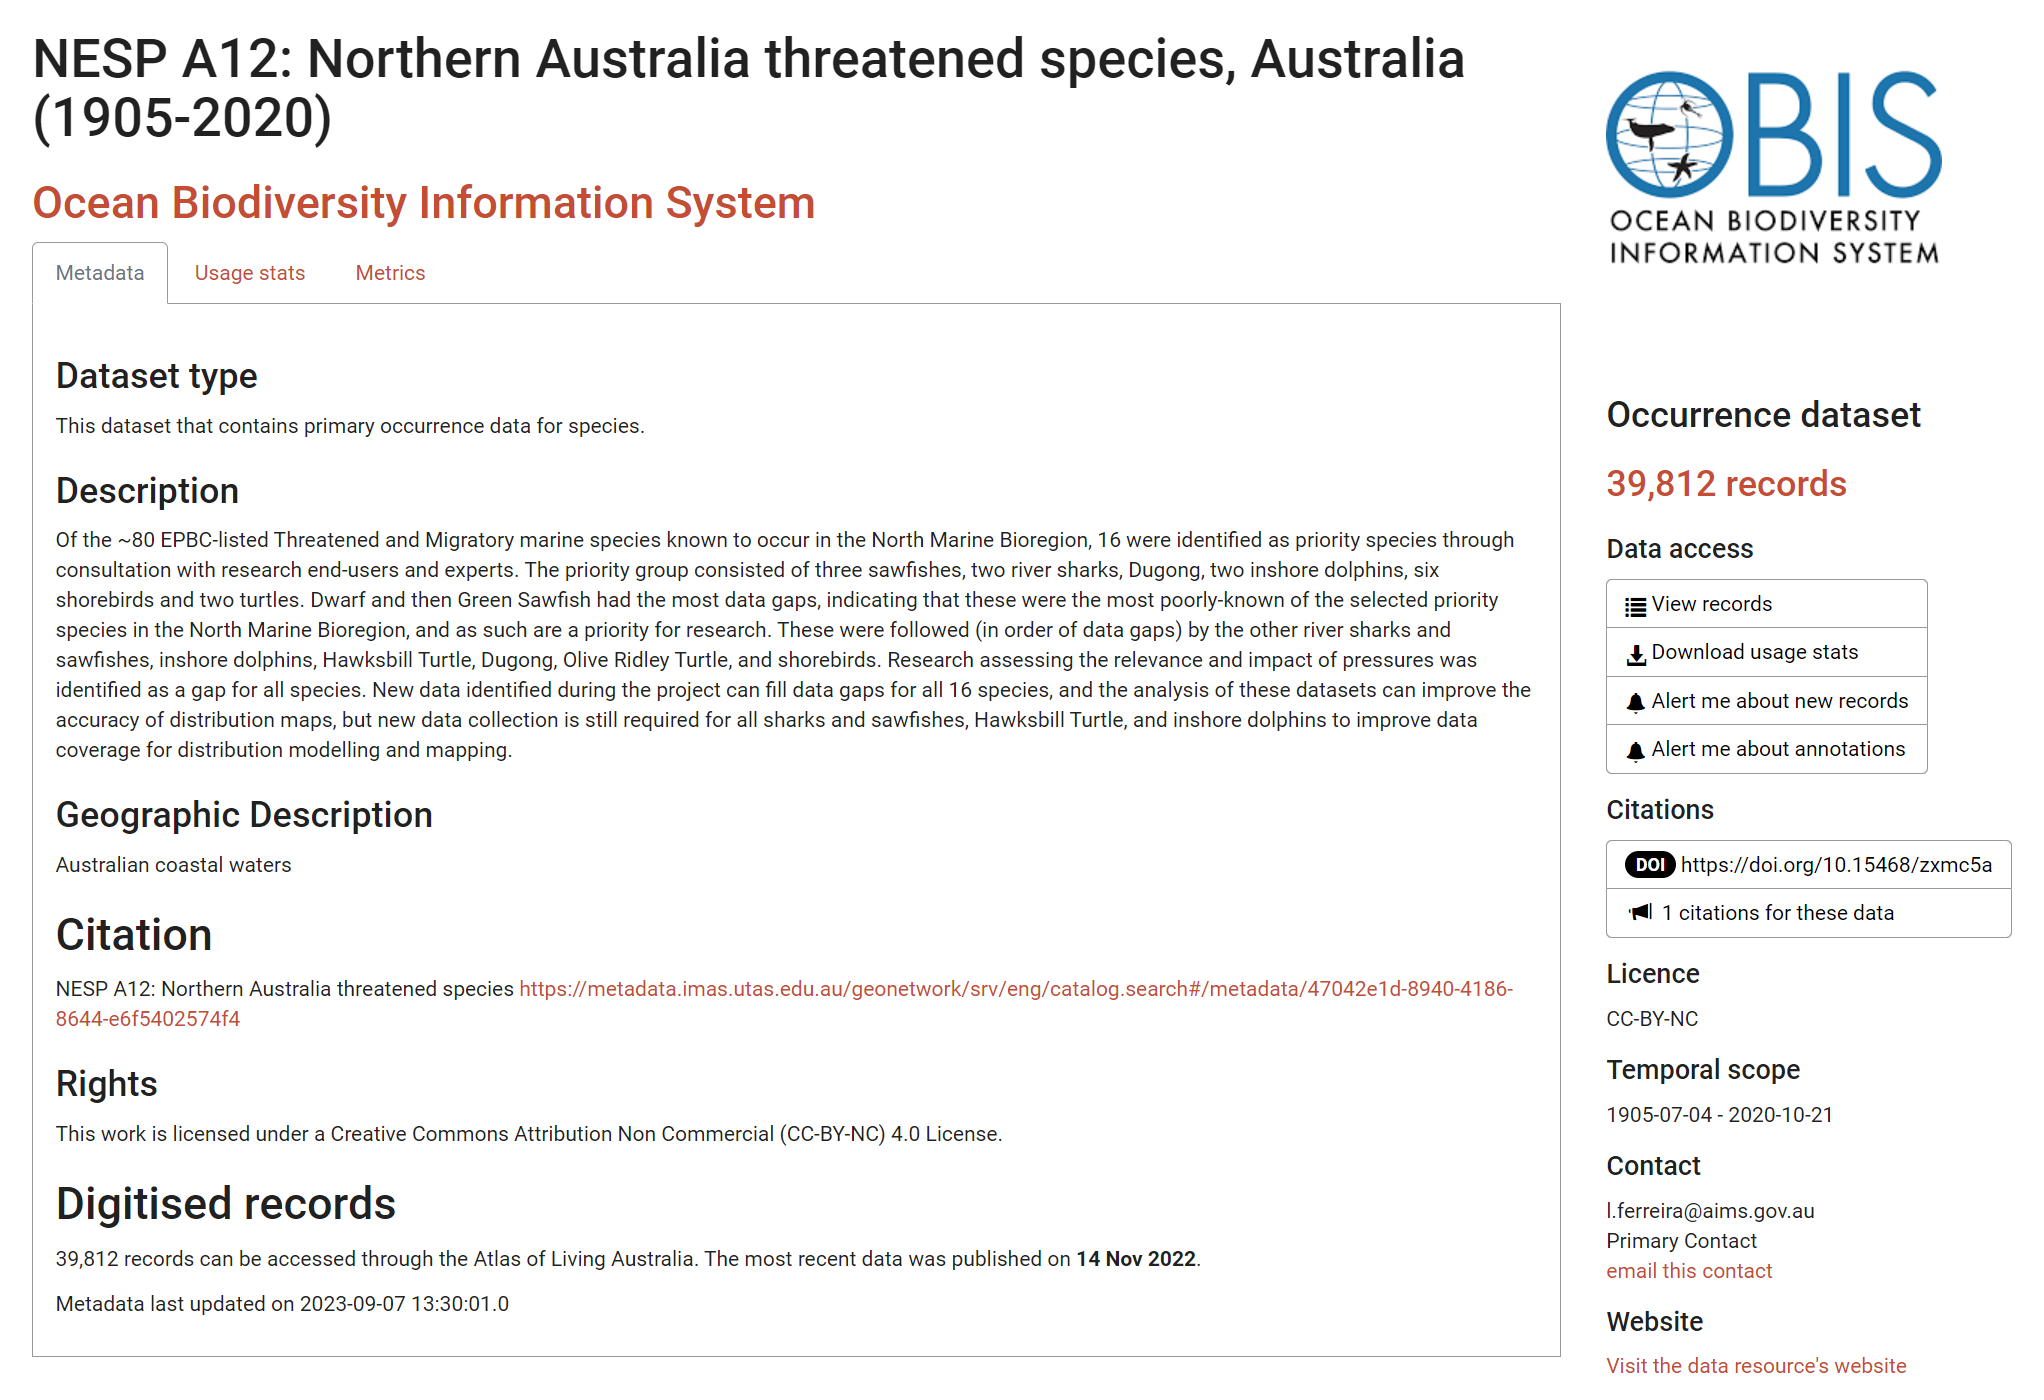 NESP A12: Northern Australia threatened species, Australia
(1905-2020)
Ocean Biodiversity Information System
Metadata
Usage stats
Metrics
Dataset type
This dataset that contains primary occurrence data for species.
Description
Of the ~80 EPBC-listed Threatened and Migratory marine species known to occur in the North Marine Bioregion, 16 were identified as priority species through
consultation with research end-users and experts. The priority group consisted of three sawfishes, two river sharks, Dugong, two inshore dolphins, six
shorebirds and two turtles. Dwarf and then Green Sawfish had the most data gaps, indicating that these were the most poorly-known of the selected priority
species in the North Marine Bioregion, and as such are a priority for research. These were followed (in order of data gaps) by the other river sharks and
sawfishes, inshore dolphins, Hawksbill Turtle, Dugong, Olive Ridley Turtle, and shorebirds. Research assessing the relevance and impact of pressures was
identified as a gap for all species. New data identified during the project can fill data gaps for all 16 species, and the analysis of these datasets can improve the
accuracy of distribution maps, but new data collection is still required for all sharks and sawfishes, Hawksbill Turtle, and inshore dolphins to improve data
coverage for distribution modelling and mapping.
Geographic Description
Australian coastal waters
Citation
NESP A12: Northern Australia threatened species https://metadata.imas.utas.edu.au/geonetwork/srv/eng/catalog.search#/metadata/47042e1d-8940-4186-
8644-e6f5402574f4
Rights
This work is licensed under a Creative Commons Attribution Non Commercial (CC-BY-NC) 4.0 License.
Digitised records
39,812 records can be accessed through the Atlas of Living Australia. The most recent data was published on 14 Nov 2022.
Metadata last updated on 2023-09-07 13:30:01.0
OBIS
OCEAN BIODIVERSITY
INFORMATION SYSTEM
Occurrence dataset
39,812 records
Data access
View records
Download usage stats
Alert me about new records
Alert me about annotations
Citations
DOI https://doi.org/10.15468/zxmc5a
1 citations for these data
Licence
CC-BY-NC
Temporal scope
1905-07-04 - 2020-10-21
Contact
l.ferreira@aims.gov.au
Primary Contact
email this contact
Website
Visit the data resource's website